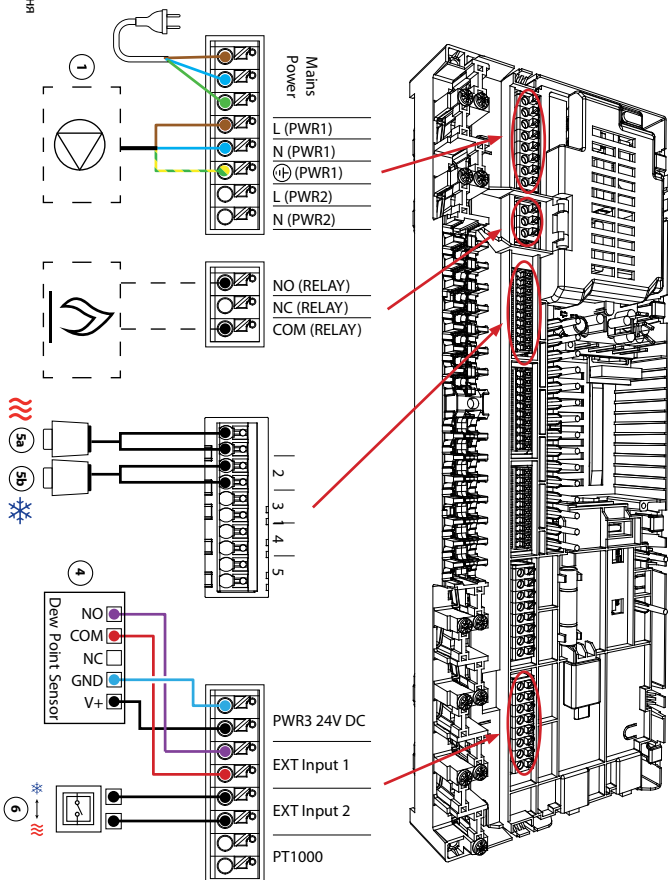 ння
Mains
Power
L (PWR1)
N (PWR1)
(PWR1)
L (PWR2)
N (PWR2)
1
NO (RELAY)
NC (RELAY)
COM (RELAY)
5a
5b
2
3
1
4
5
4
Dew Point Sensor
NO
COM
NC
GND
V+
PWR3 24V DC
EXT Input 1
EXT Input 2
PT1000
6